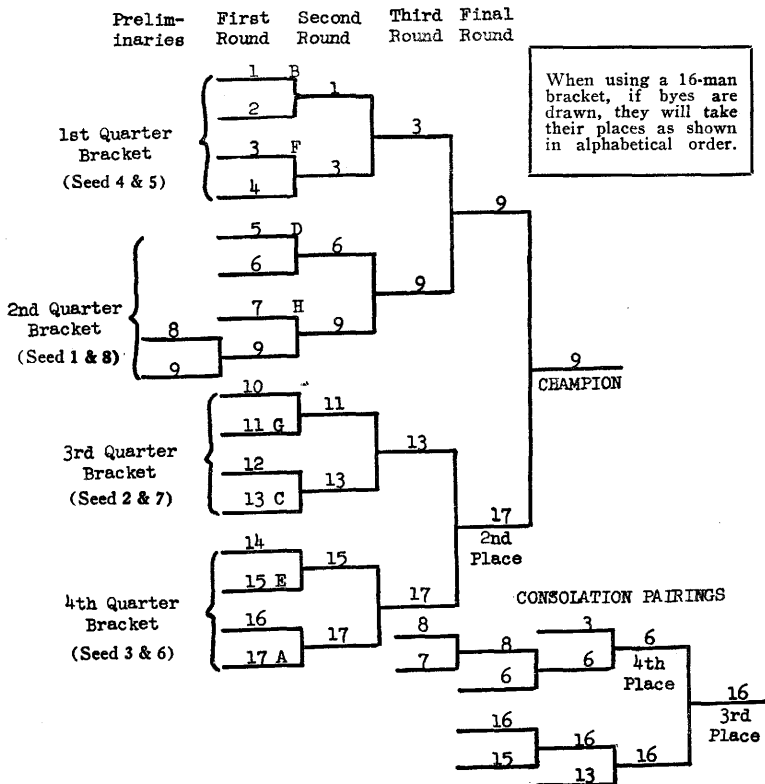 Prelim- First Second Third Final
inaries Round Round Round Round
When using a 16-man
bracket, if byes are
drawn, they will take
their places as shown
in alphabetical order.
1st Quarter
Bracket
(Seed 4 & 5)
1 B
2
3 F
4
1
3
3
2nd Quarter
Bracket
(Seed 1 & 8)
8
9
5 D
6
7 H
9
6
9
9
9
9
CHAMPION
3rd Quarter
Bracket
(Seed 2 & 7)
10
11 G
12
13 C
11
13
13
17
2nd
Place
4th Quarter
Bracket
(Seed 3 & 6)
14
15 E
16
17 A
15
17
17
CONSOLATION PAIRINGS
8
7
8
6
3
6
6
4th
Place
16
15
16
13
16
16
3rd
Place